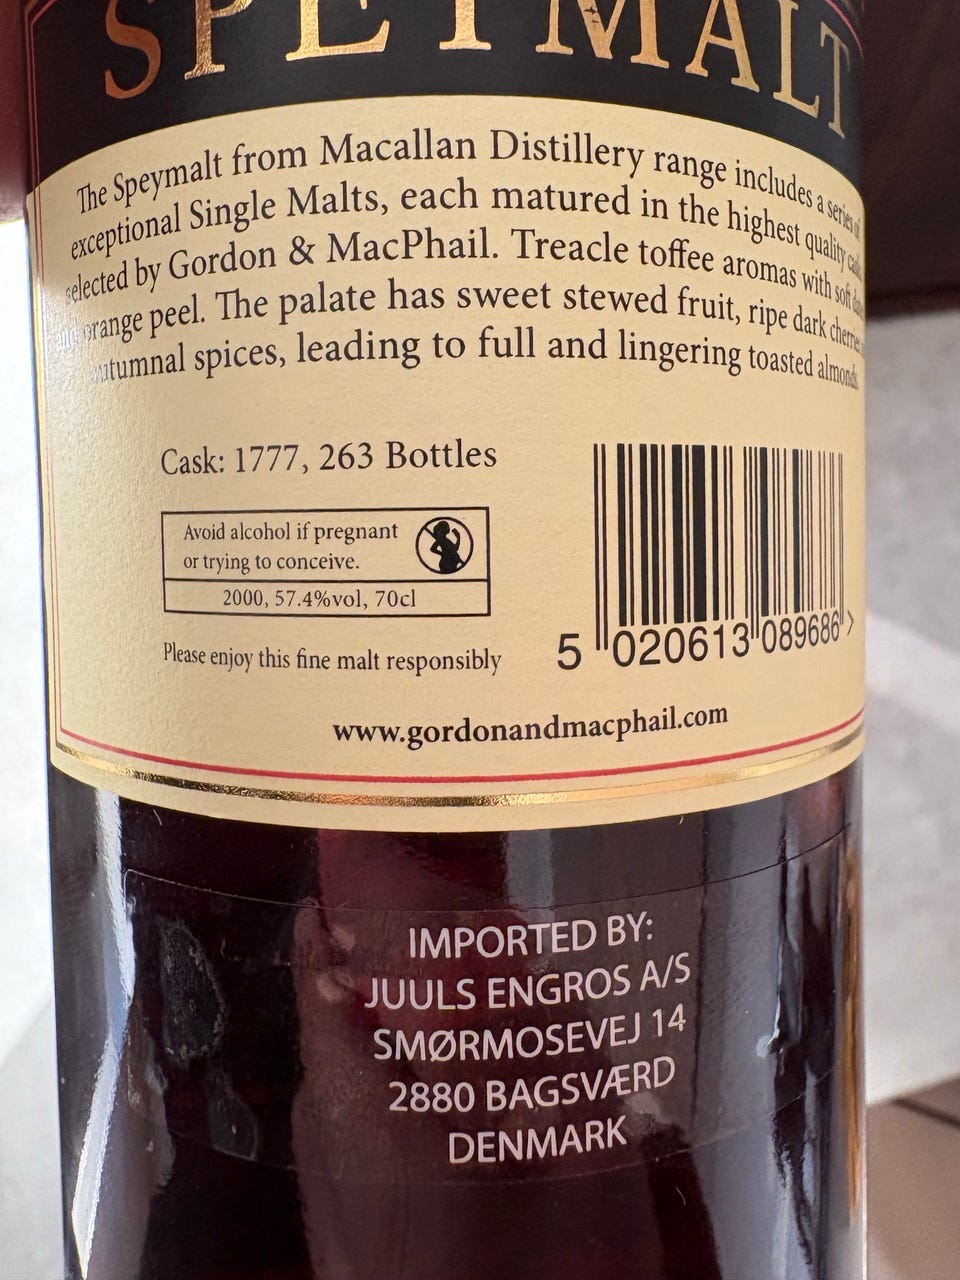 SPEYMALT
The Speymalt from Macallan Distillery range includes a series of
exceptional Single Malts, each matured in the highest quality
selected by Gordon & MacPhail. Treacle toffee aromas with soft
orange peel. The palate has sweet stewed fruit, ripe dark cherries
autumnal spices, leading to full and lingering toasted almonds.
Cask: 1777, 263 Bottles
Avoid alcohol if pregnant
or trying to conceive.
2000, 57.4%vol, 70cl
5 020613 089686 >
Please enjoy this fine malt responsibly
www.gordonandmacphail.com
IMPORTED BY:
JUULS ENGROS A/S
SMØRMOSEVEJ 14
2880 BAGSVÆRD
DENMARK